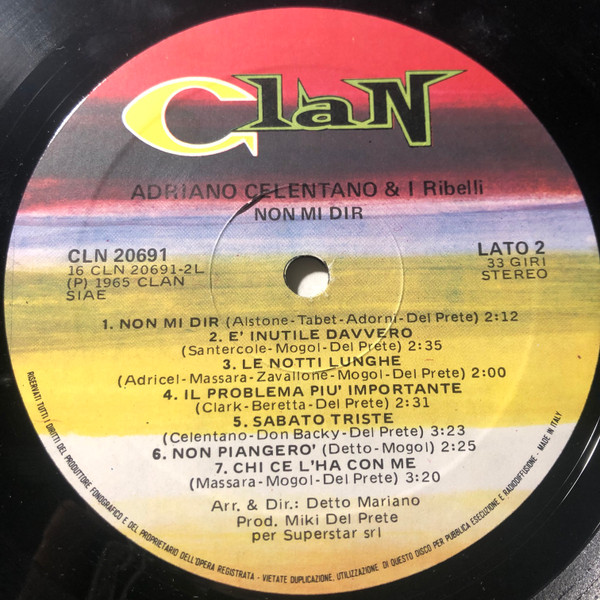 Clan
ADRIANO CELENTANO & I Ribelli
NON MI DIR
CLN 20691
16 CLN 20691-2L
(P) 1965 CLAN
SIAE
LATO 2
33 GIRI
STEREO
1. NON MI DIR (Alstone-Tabet-Adorni-Del Prete) 2:12
2. E' INUTILE DAVVERO
(Santercole-Mogol-Del Prete) 2:35
3. LE NOTTI LUNGHE
(Adricel-Massara-Zavallone-Mogol-Del Prete) 2:00
4. IL PROBLEMA PIU' IMPORTANTE
(Clark-Beretta-Del Prete) 2:31
5. SABATO TRISTE
(Celentano-Don Backy-Del Prete) 3:23
6. NON PIANGERO' (Detto-Mogol) 2:25
7. CHI CE L'HA CON ME
(Massara-Mogol-Del Prete) 3:20
Arr. & Dir.: Detto Mariano
Prod. Miki Del Prete
per Superstar srl
RISERVATI TUTTI I DIRITTI DEL PRODUTTORE FONOGRAFICO E DEL PROPRIETARIO DELL'OPERA REGISTRATA - VIETATE DUPLICAZIONE, UTILIZZAZIONE DI QUESTO DISCO PER PUBBLICA ESECUZIONE E RADIODIFFUSIONE - MADE IN ITALY